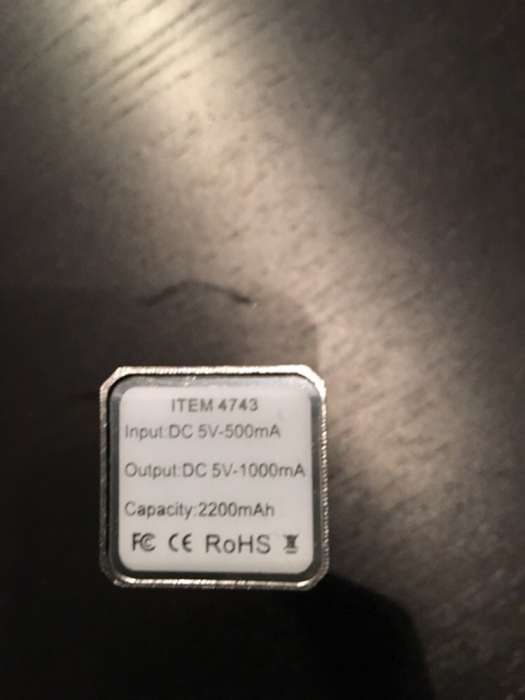 ITEM 4743
Input:DC 5V-500mA
Output:DC 5V-1000mA
Capacity:2200mAh
FC CE RoHS